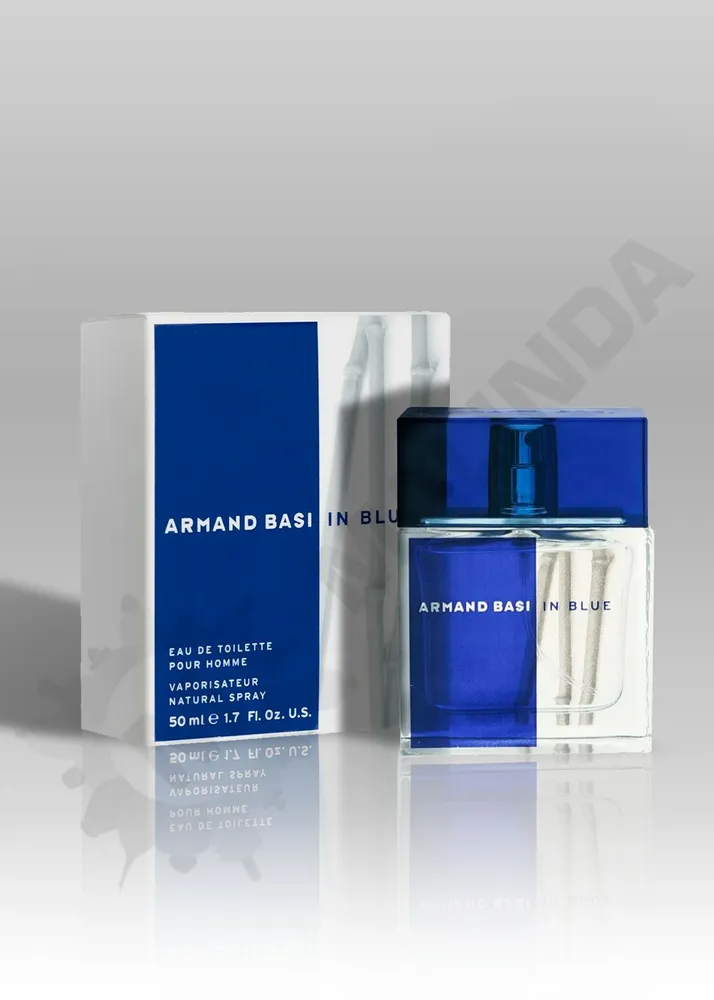 ARMAND BASI IN BLU
EAU DE TOILETTE
POUR HOMME
VAPORISATEUR
NATURAL SPRAY
50 ml e 1.7 Fl. Oz. U.S.
ARMAND BASI IN BLUE